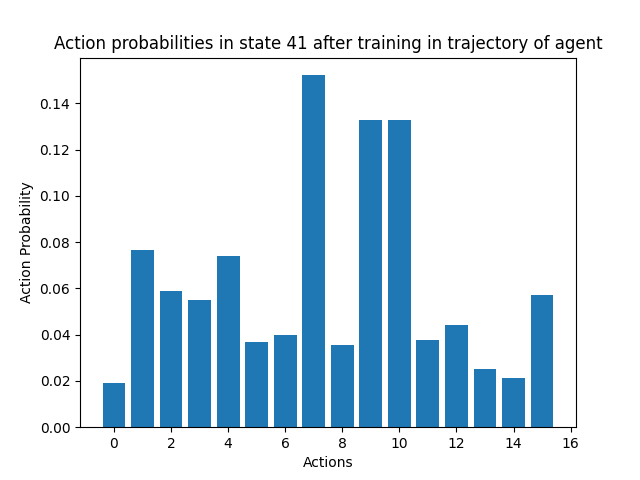 Action probabilities in state 41 after training in trajectory of agent
0.14
0.12
0.10
0.08
0.06
0.04
0.02
0.00
Action Probability
0 2 4 6 8 10 12 14 16
Actions